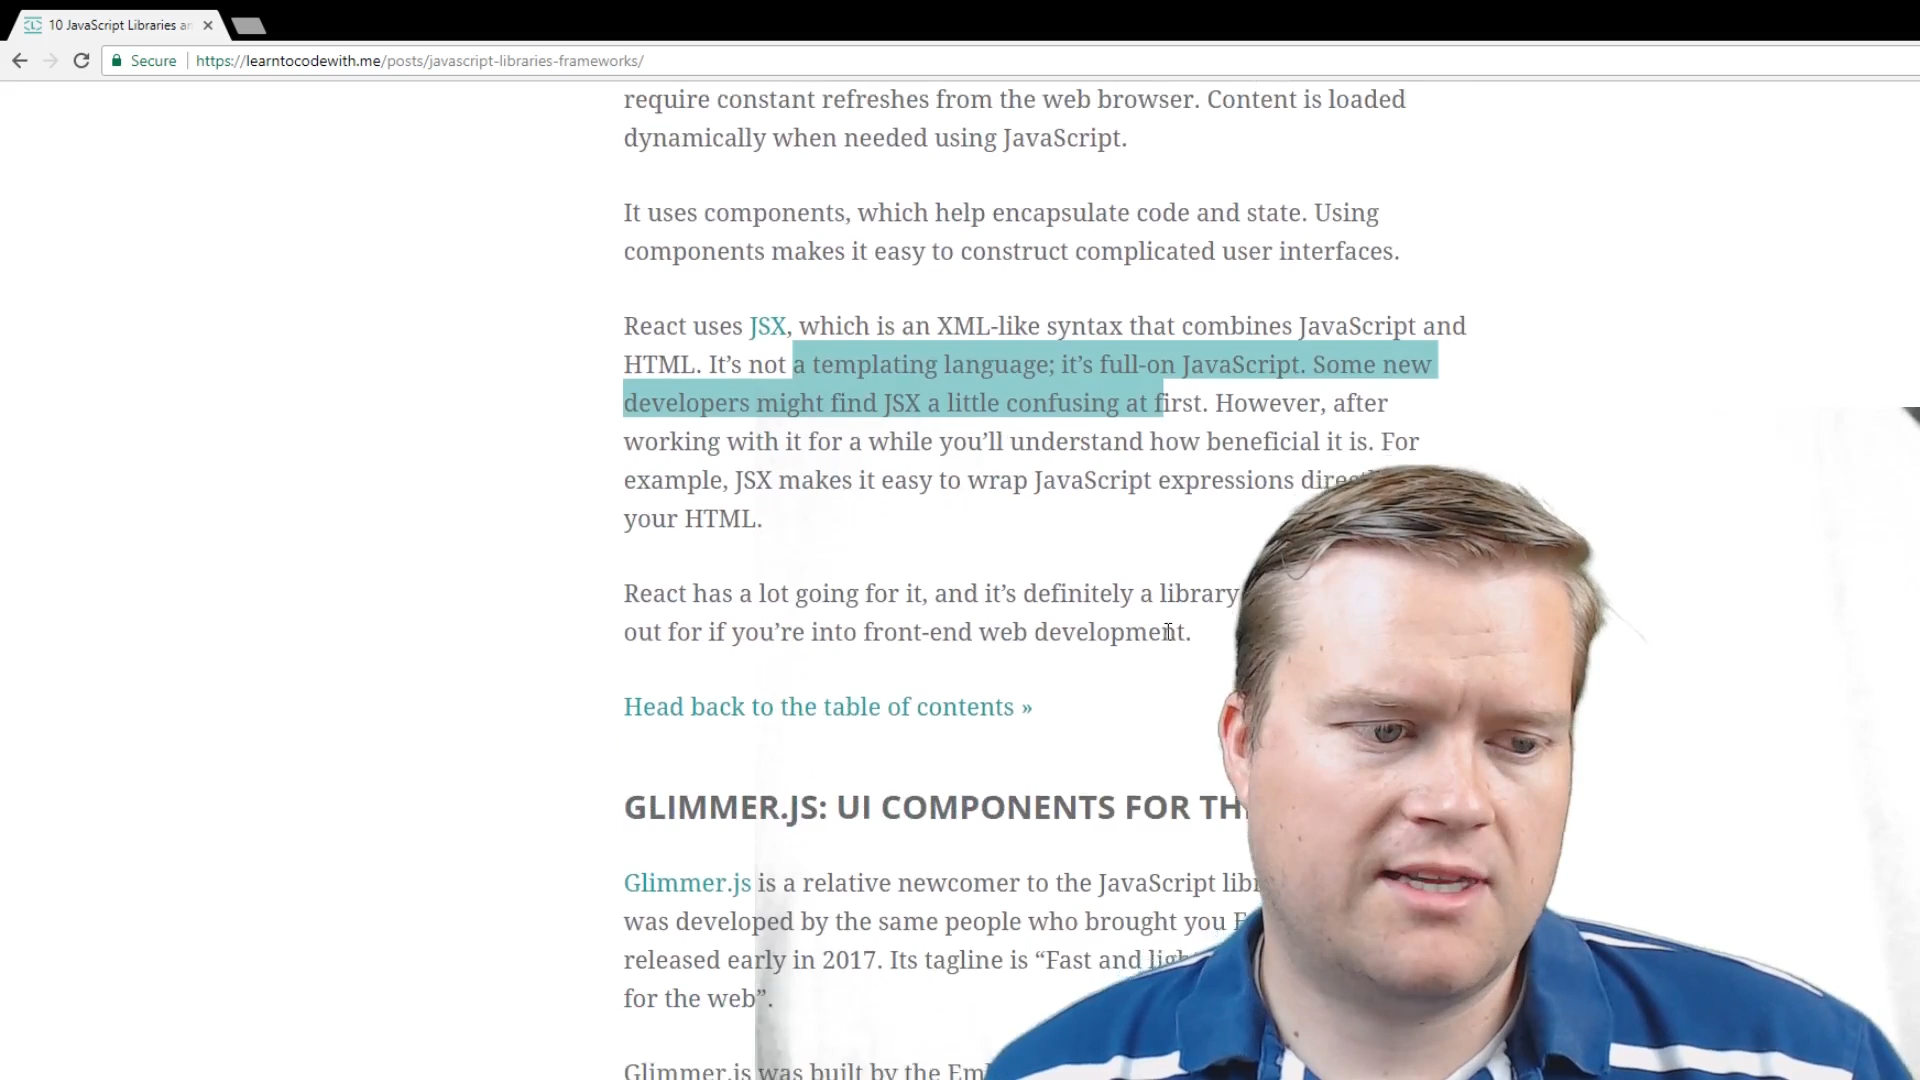 10 JavaScript Libraries
Secure
https://learntocodewith.me/posts/javascript-libraries-frameworks/
require constant refreshes from the web browser. Content is loaded
dynamically when needed using JavaScript.
It uses components, which help encapsulate code and state. Using
components makes it easy to construct complicated user interfaces.
React uses JSX, which is an XML-like syntax that combines JavaScript and
HTML. It’s not a templating language; it’s full-on JavaScript. Some new
developers might find JSX a little confusing at first. However, after
working with it for a while you’ll understand how beneficial it is. For
example, JSX makes it easy to wrap JavaScript expressions
your HTML.
React has a lot going for it, and it’s definitely a library
out for if you’re into front-end web development.
Head back to the table of contents »
GLIMMER.JS: UI COMPONENTS FOR
Glimmer.js is a relative newcomer to the JavaScript
was developed by the same people who brought you
released early in 2017. Its tagline is “Fast and
for the web”.
Glimmer.js was built by the